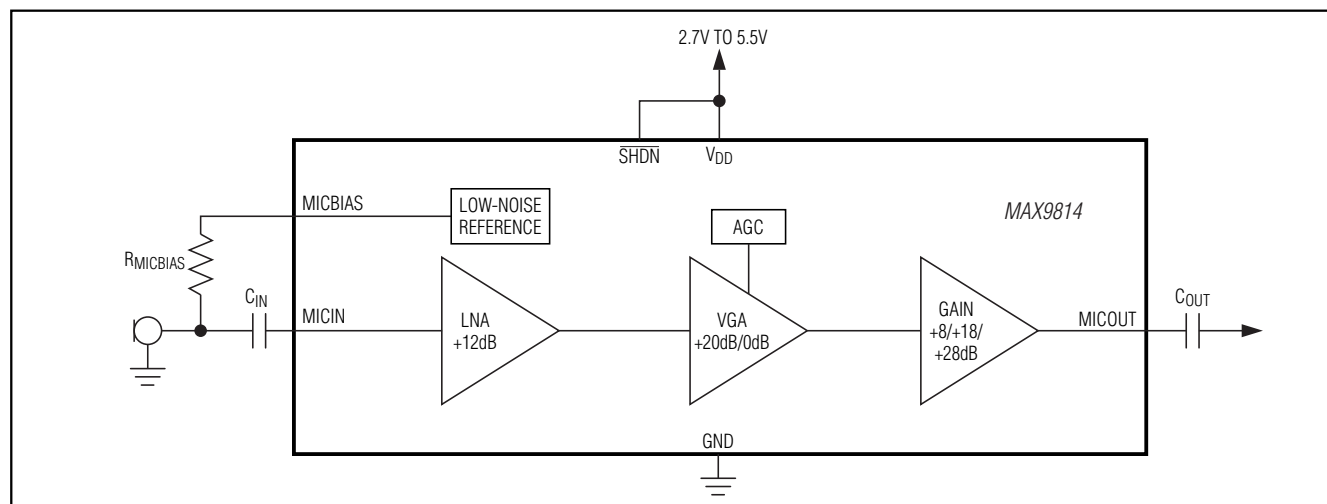 2.7V TO 5.5V
SHDN
VDD
MICBIAS
LOW-NOISE
REFERENCE
MAX9814
AGC
RMICBIAS
CIN
MICIN
LNA
+12dB
VGA
+20dB/0dB
GAIN
+8/+18/
+28dB
MICOUT
COUT
GND